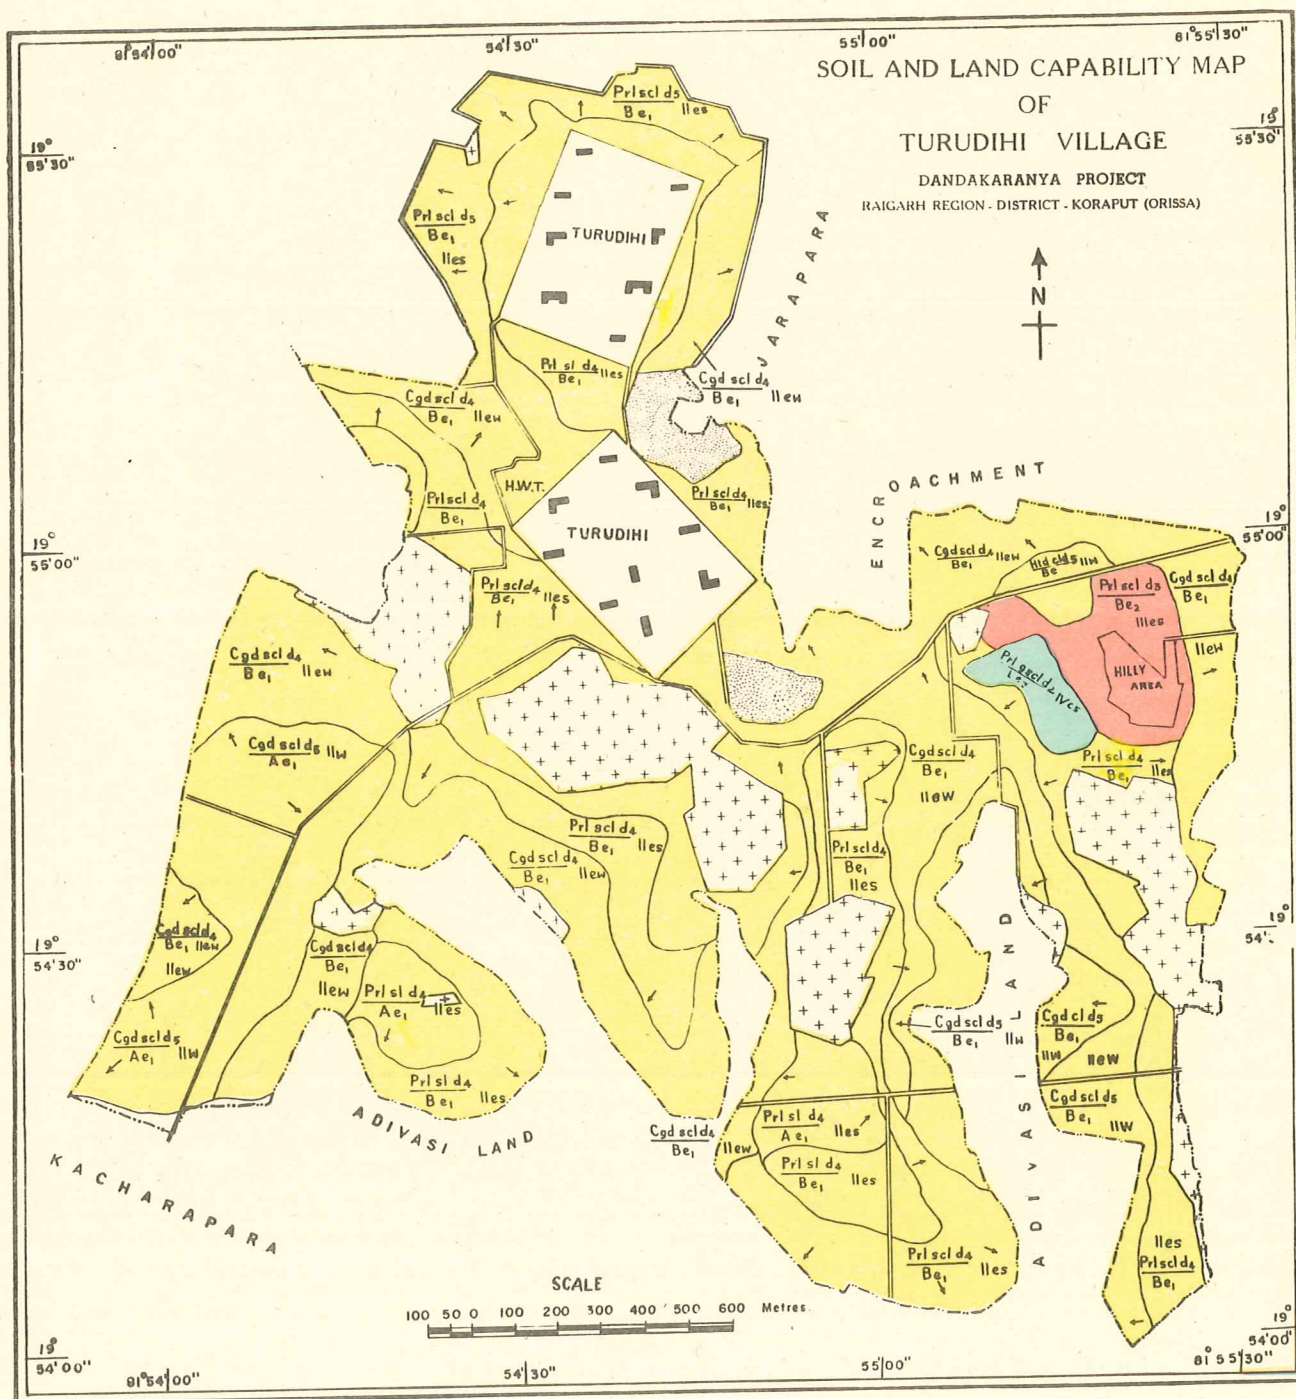 81°54'00"
54'30"
55'00"
81°55'30"
SOIL AND LAND CAPABILITY MAP
OF
TURUDIHI VILLAGE
DANDAKARANYA PROJECT
RAIGARH REGION - DISTRICT - KORAPUT (ORISSA)
N
19°
55'30"
19°
55'30"
Prl scl d5
Be1 IIes
Prl scl d5
Be1
IIes
TURUDIHI
JARAPARA
Prl sl d4
Be1 IIes
Cgd scl d4
Be1 IIew
Cgd scl d4
Be1 IIew
H.W.T.
Prl scl d4
Be1
Prl scl d4
Be1 IIes
TURUDIHI
ENCROACHMENT
19°
55'00"
19°
55'00"
Cgd scl d4
Be1 IIew
IIw
Be
Prl scl d3
Be2
IIIes
Cgd scl d4
Be1
IIew
Prl scl d4
Be1 IIes
HILLY
AREA
Prl gscl d2 IVes
Cgd scl d4
Be1 IIew
Cgd scl d5
Ae1 IIw
Cgd scl d4
Be1
IIew
Prl scl d4
Be1 IIes
Prl scl d4
Be1 IIes
Cgd scl d4
Be1 IIew
Prl scl d4
Be1
IIes
Cgd scl d4
Be1 IIew
IIew
Cgd scl d4
Be1
IIew
Prl sl d4
Ae1 IIes
19°
54'30"
19°
54'
Cgd scl d5
Ae1 IIw
Cgd scl d5
Be1 IIw
Cgd cl d5
Be1
IIw
IIew
Prl sl d4
Be1 IIes
Cgd scl d5
Be1
IIw
ADIVASI LAND
ADIVASI LAND
Cgd scl d4
Be1 IIew
Prl sl d4
Ae1 IIes
Prl sl d4
Be1 IIes
KACHARAPARA
Prl scl d4
Be1 IIes
IIes
Prl scl d4
Be1
SCALE
100 50 0 100 200 300 400 500 600 Metres.
19°
54'00"
19°
54'00"
81°54'00"
54'30"
55'00"
81°55'30"